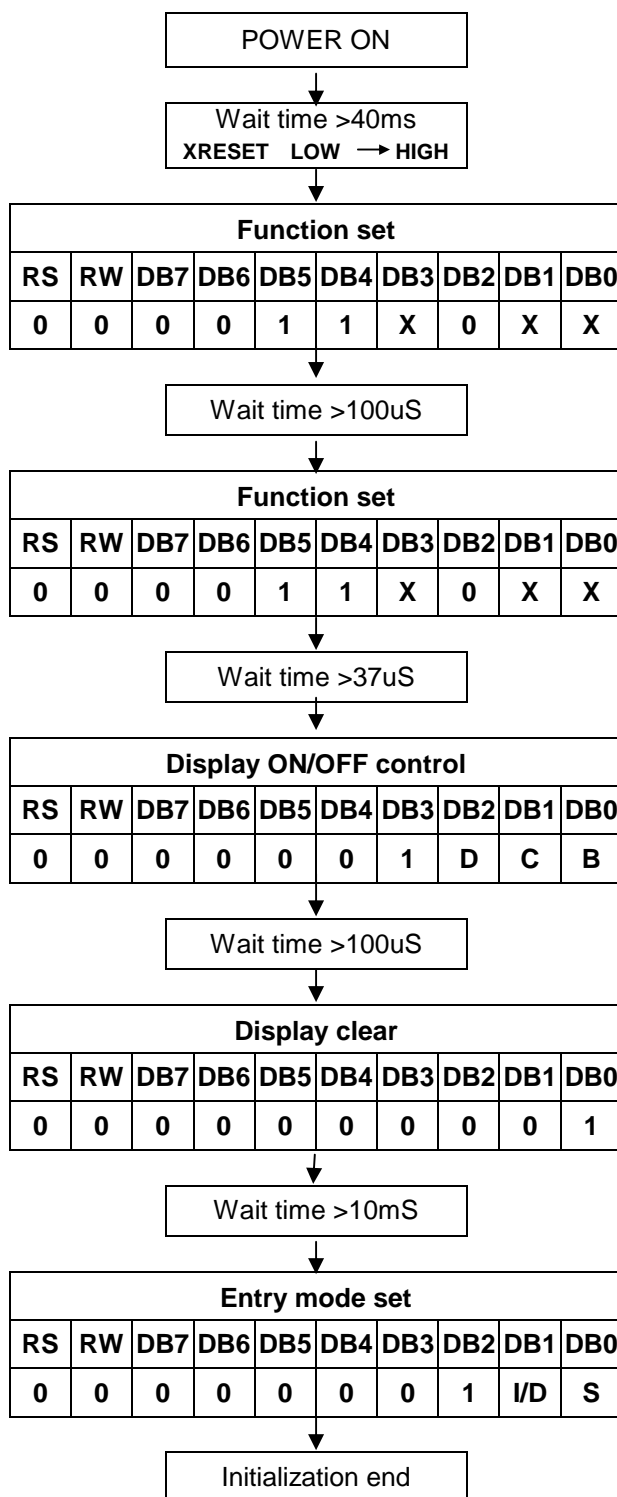 POWER ON
Wait time >40ms
XRESET LOW → HIGH
Function set
RS RW DB7 DB6 DB5 DB4 DB3 DB2 DB1 DB0
0 0 0 0 1 1 X 0 X X
Wait time >100uS
Function set
RS RW DB7 DB6 DB5 DB4 DB3 DB2 DB1 DB0
0 0 0 0 1 1 X 0 X X
Wait time >37uS
Display ON/OFF control
RS RW DB7 DB6 DB5 DB4 DB3 DB2 DB1 DB0
0 0 0 0 0 0 1 D C B
Wait time >100uS
Display clear
RS RW DB7 DB6 DB5 DB4 DB3 DB2 DB1 DB0
0 0 0 0 0 0 0 0 0 1
Wait time >10mS
Entry mode set
RS RW DB7 DB6 DB5 DB4 DB3 DB2 DB1 DB0
0 0 0 0 0 0 0 1 I/D S
Initialization end